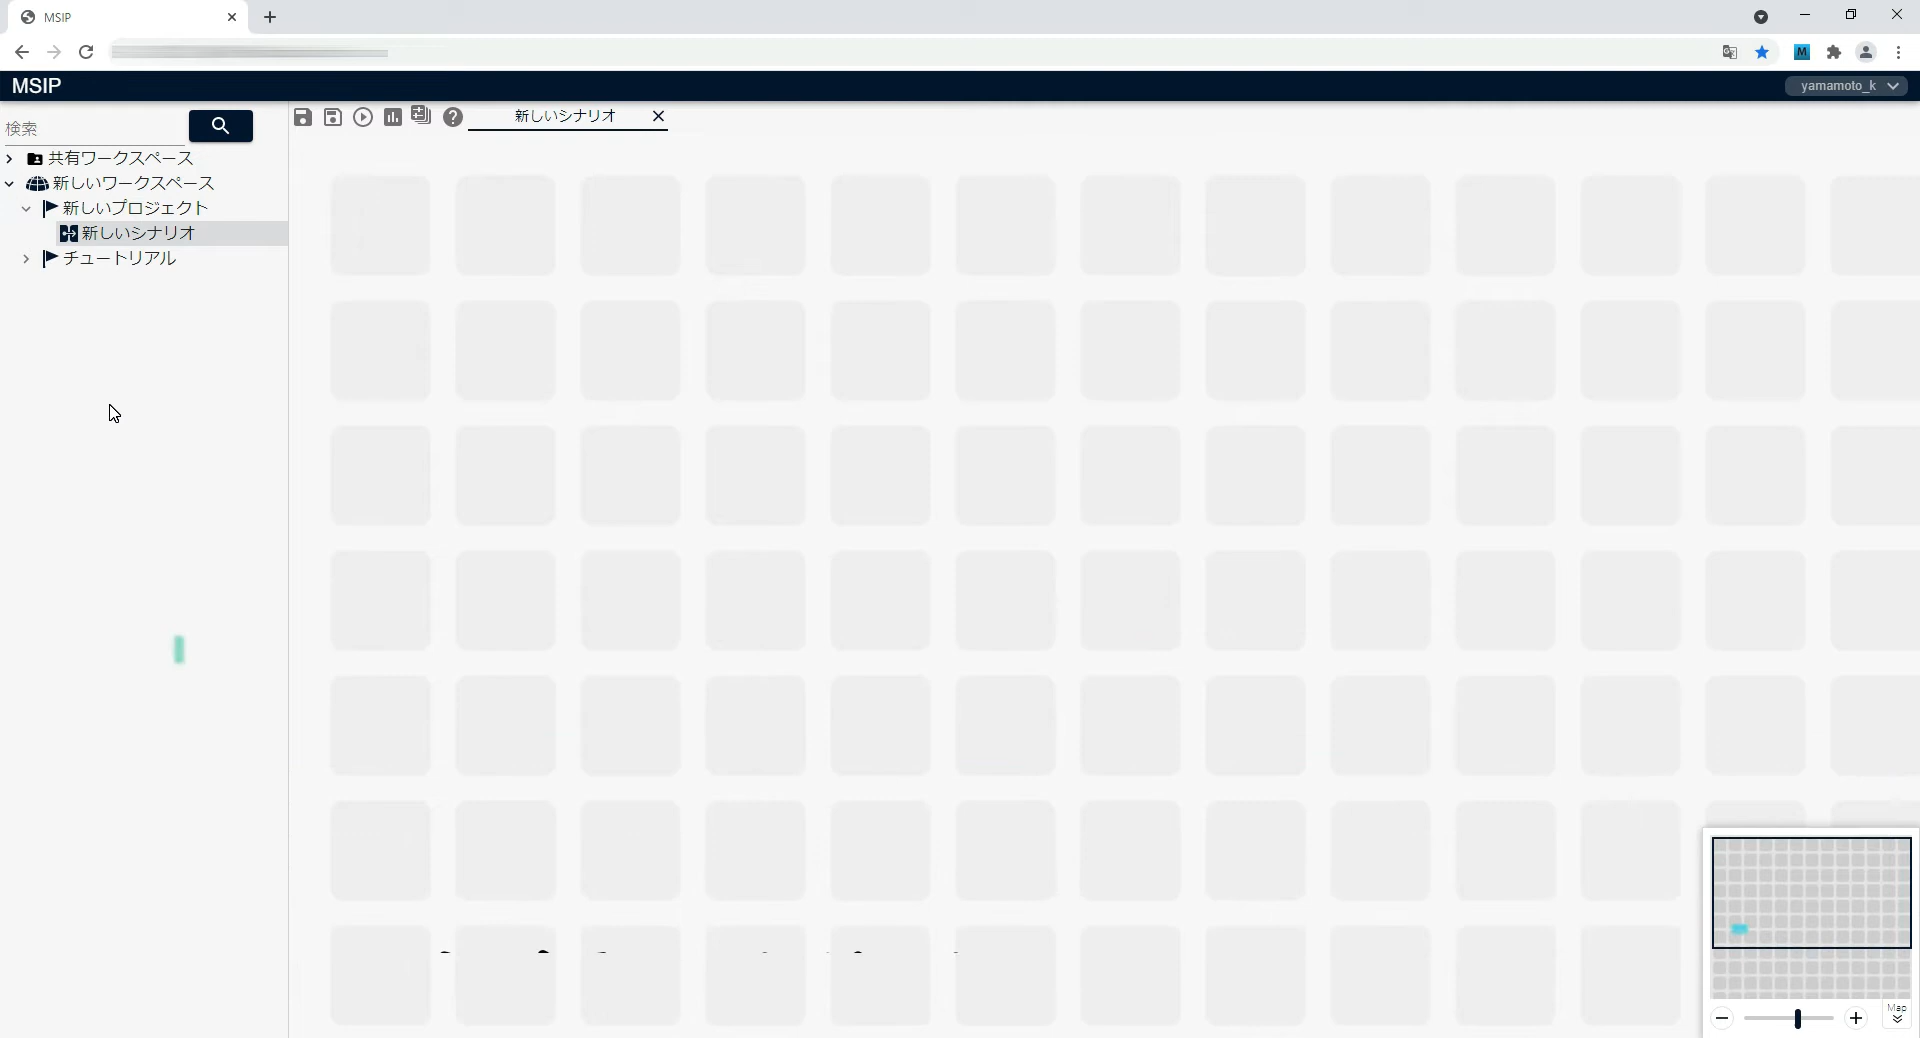 MSIP
MSIP
yamamoto_k
検索
新しいシナリオ
共有ワークスペース
新しいワークスペース
新しいプロジェクト
新しいシナリオ
チュートリアル
Map